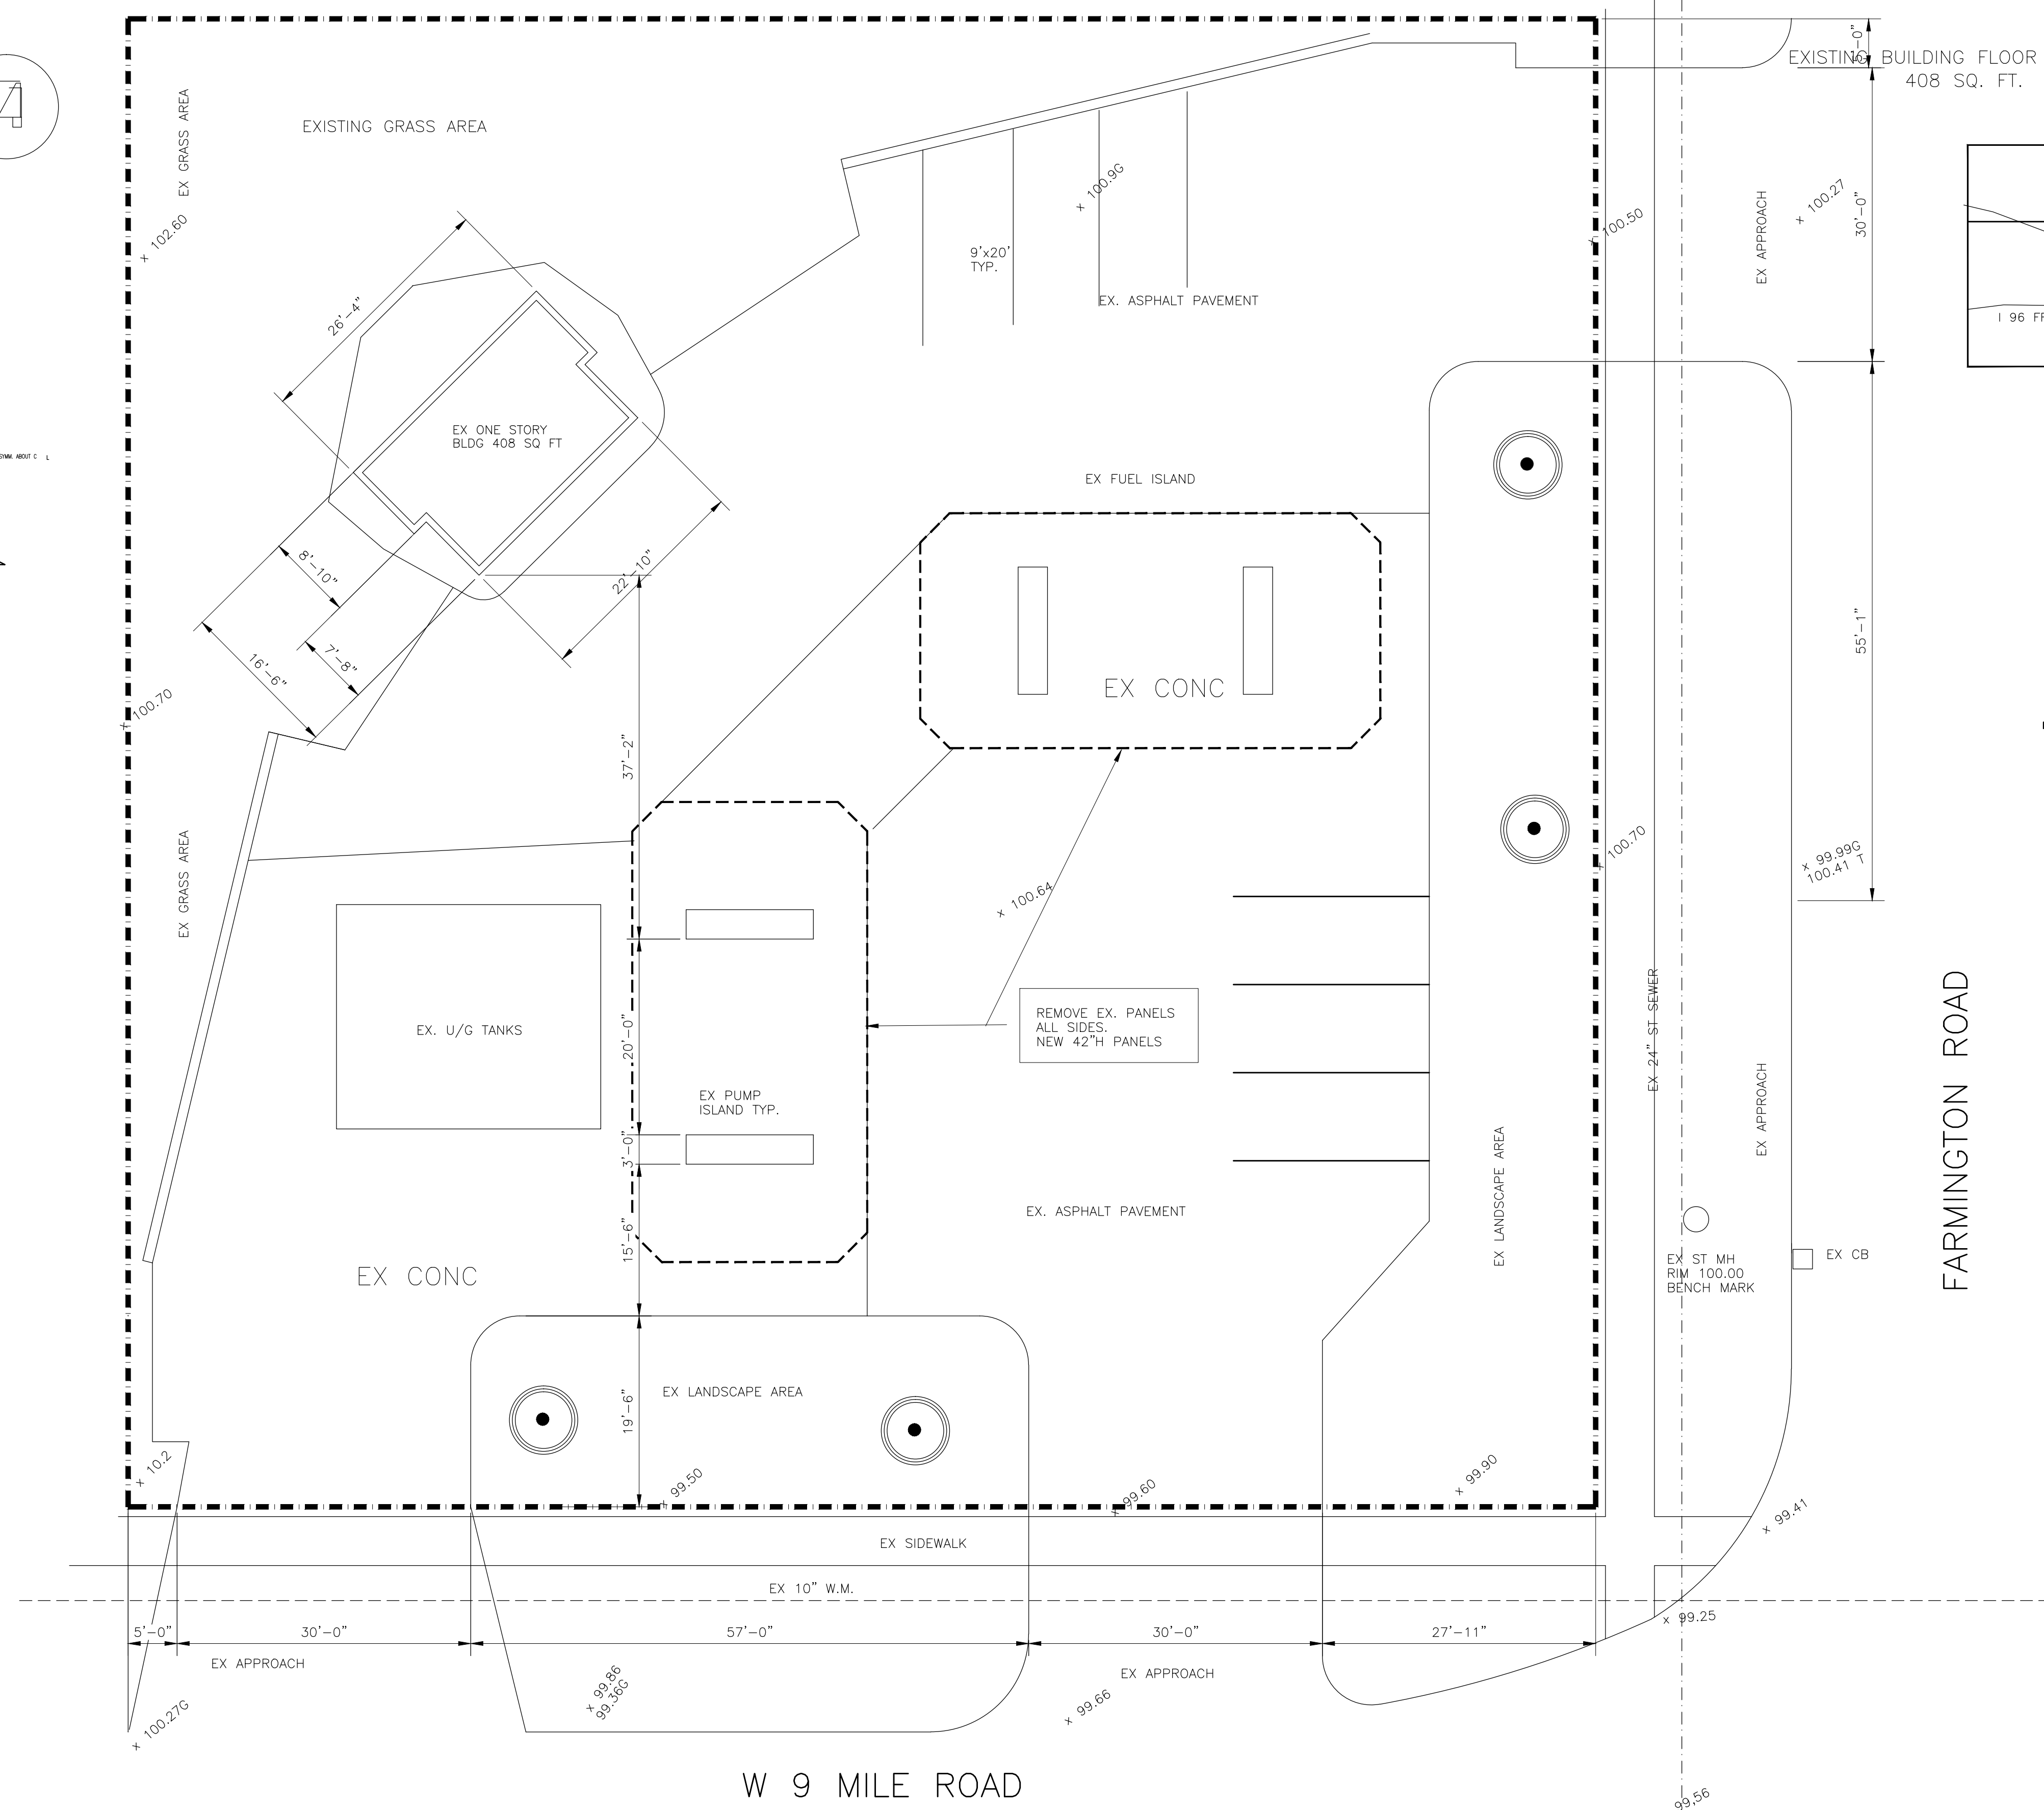 EXISTING BUILDING FLOOR
408 SQ. FT.
5'-0"
EX GRASS AREA
EXISTING GRASS AREA
x 102.60
x 100.9G
x 100.50
EX APPROACH
x 100.27
30'-0"
9'x20'
TYP.
EX. ASPHALT PAVEMENT
I 96 FR
26'-4"
EX ONE STORY
BLDG 408 SQ FT
SYMM. ABOUT C L
EX FUEL ISLAND
8'-10"
22'-10"
16'-6"
7'-8"
55'-1"
x 100.70
EX CONC
37'-2"
EX GRASS AREA
x 100.64
x 100.70
x 99.99G
100.41 T
REMOVE EX. PANELS
ALL SIDES.
NEW 42"H PANELS
EX. U/G TANKS
20'-0"
EX 24" ST SEWER
FARMINGTON ROAD
EX PUMP
ISLAND TYP.
3'-0"
EX APPROACH
EX LANDSCAPE AREA
EX. ASPHALT PAVEMENT
15'-6"
EX CONC
EX ST MH
RIM 100.00
BENCH MARK
EX CB
EX LANDSCAPE AREA
19'-6"
x 10.2
x 99.50
x 99.60
x 99.90
x 99.41
EX SIDEWALK
EX 10" W.M.
x 99.25
5'-0"
30'-0"
57'-0"
30'-0"
27'-11"
EX APPROACH
EX APPROACH
x 99.86
99.36G
x 99.66
x 100.27G
W 9 MILE ROAD
99.56